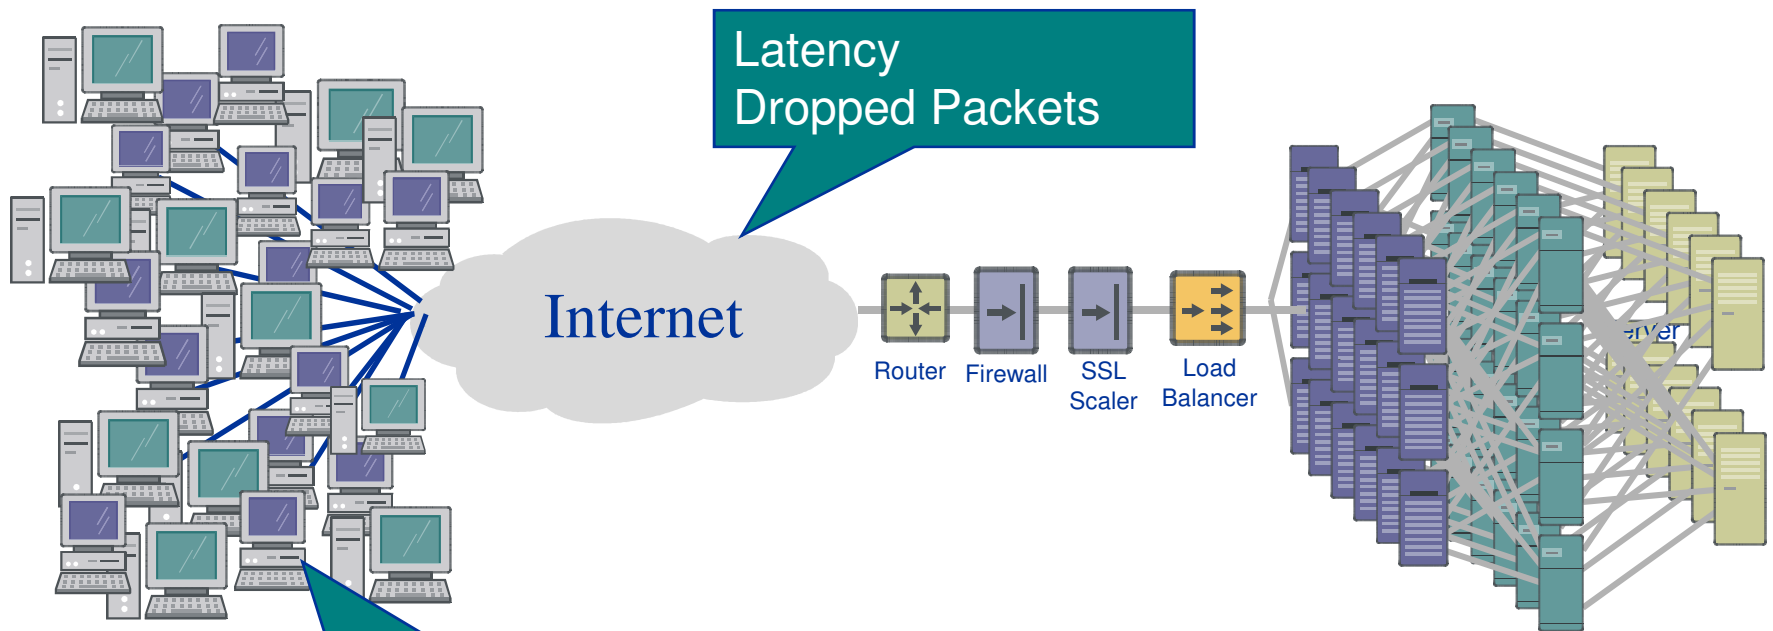 Latency
Dropped Packets
Internet
Router
Firewall
SSL
Scaler
Load
Balancer